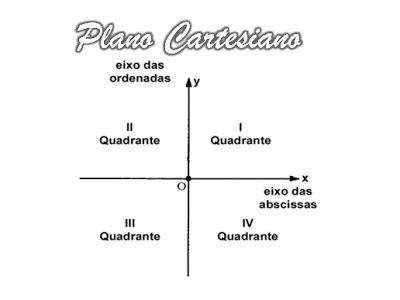 Plano Cartesiano
eixo das
ordenadas
y
II
Quadrante
I
Quadrante
x
O
eixo das
abscissas
III
Quadrante
IV
Quadrante